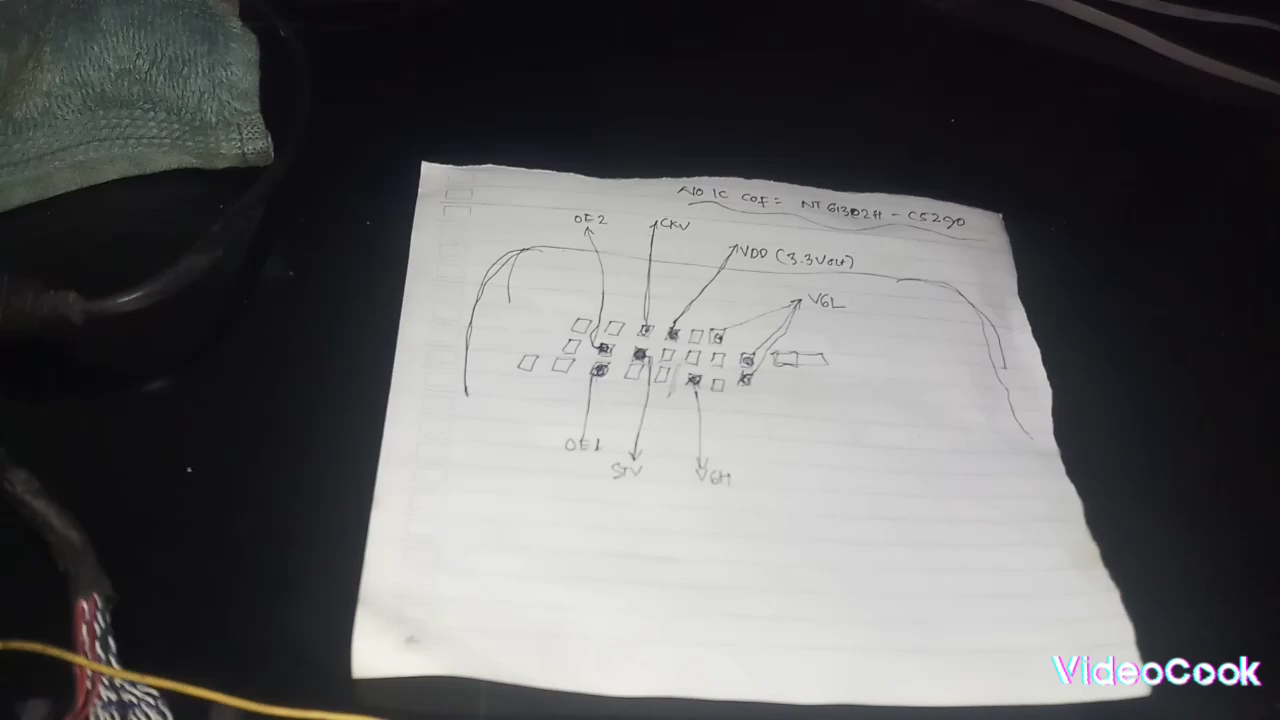 NO IC COF = NT61302H - C5290
OE2
CKV
VDD (3.3Volt)
VGL
OE1
STV
VGH
VideoCook